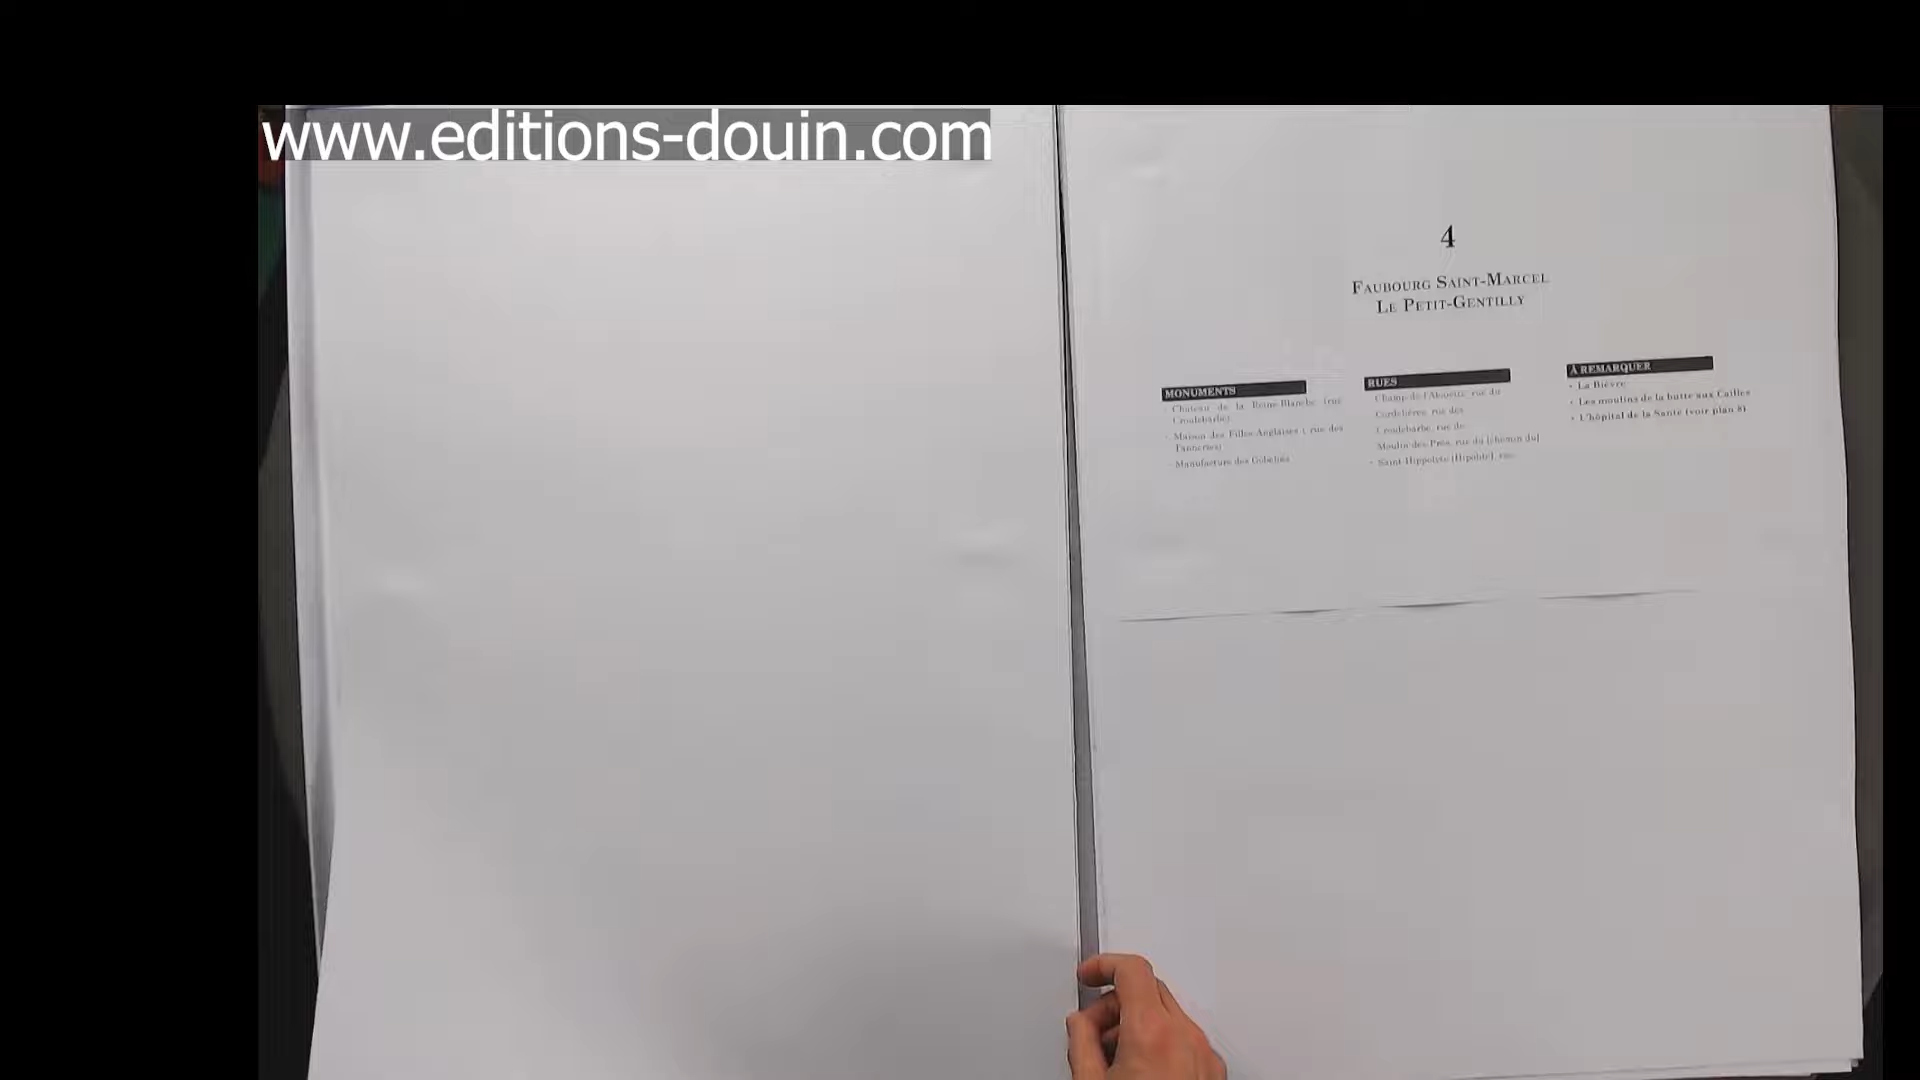 www.editions-douin.com
4
FAUBOURG SAINT-MARCEL
LE PETIT-GENTILLY
MONUMENTS
- Château de la Reine-Blanche (rue
Croulebarbe)
- Maison des Filles-Anglaises ( rue des
Tanneries)
- Manufacture des Gobelins
RUES
Champ de l'Alouette, rue du
Cordelières, rue des
Croulebarbe, rue de
Moulin des Prés, rue du [chemin du]
• Saint Hippolyte [Hipolite], rue
À REMARQUER
• La Bièvre
• Les moulins de la butte aux Cailles
• L'hôpital de la Santé (voir plan 8)